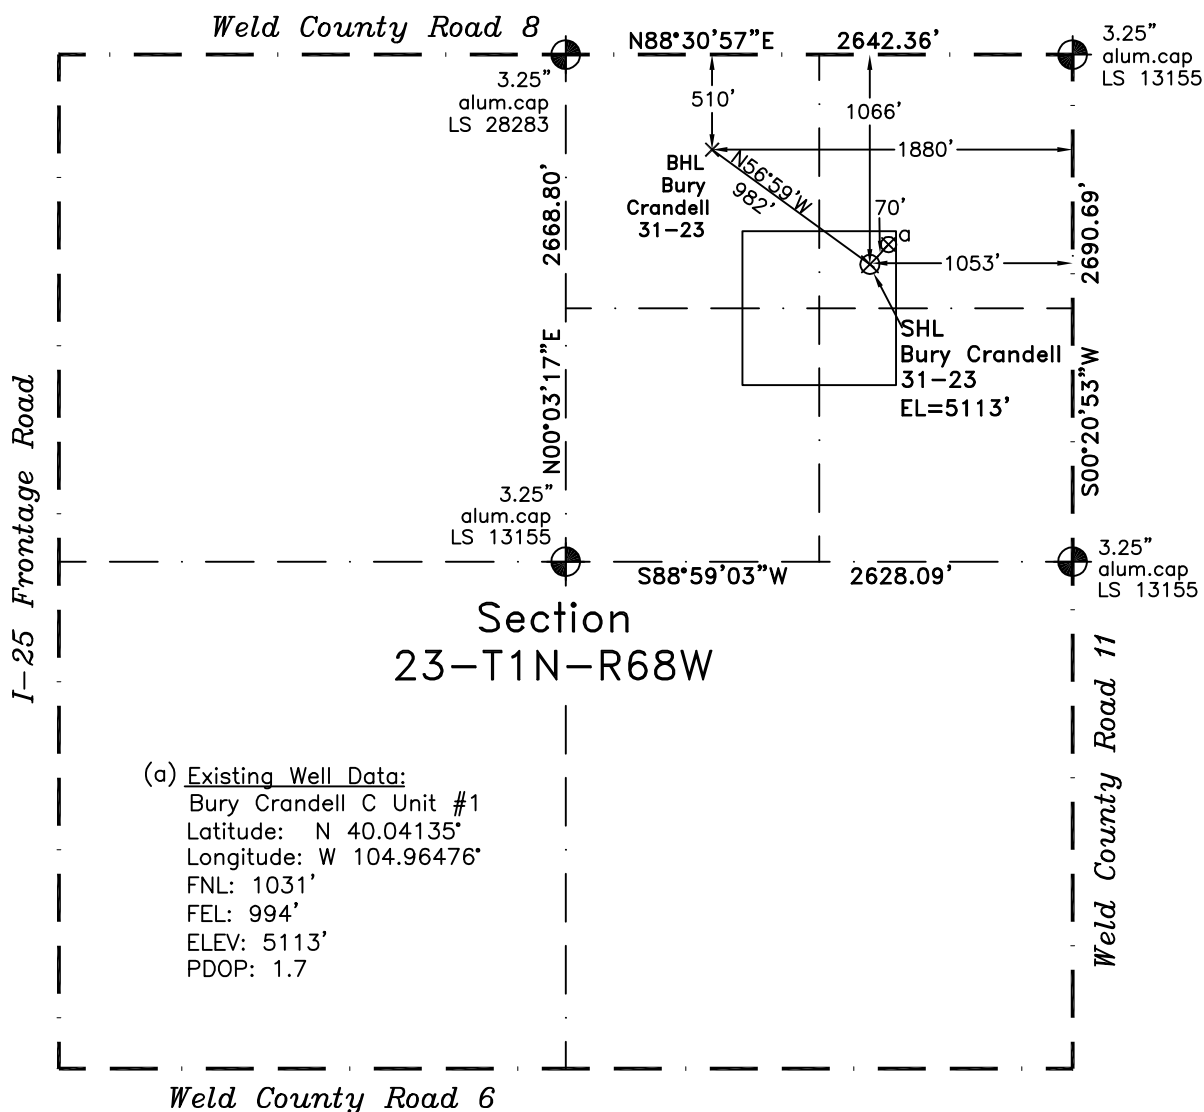 Weld County Road 8
N88°30'57"E
2642.36'
3.25"
alum.cap
LS 13155
3.25"
alum.cap
LS 28283
510'
1066'
1880'
BHL
Bury
Crandell
31-23
N56°59'W
982'
70'
a
1053'
2668.80'
N00°03'17"E
2690.69'
S00°20'53"W
SHL
Bury Crandell
31-23
EL=5113'
I-25 Frontage Road
3.25"
alum.cap
LS 13155
S88°59'03"W
2628.09'
3.25"
alum.cap
LS 13155
Section
23-T1N-R68W
Weld County Road 11
(a) Existing Well Data:
Bury Crandell C Unit #1
Latitude: N 40.04135°
Longitude: W 104.96476°
FNL: 1031'
FEL: 994'
ELEV: 5113'
PDOP: 1.7
Weld County Road 6